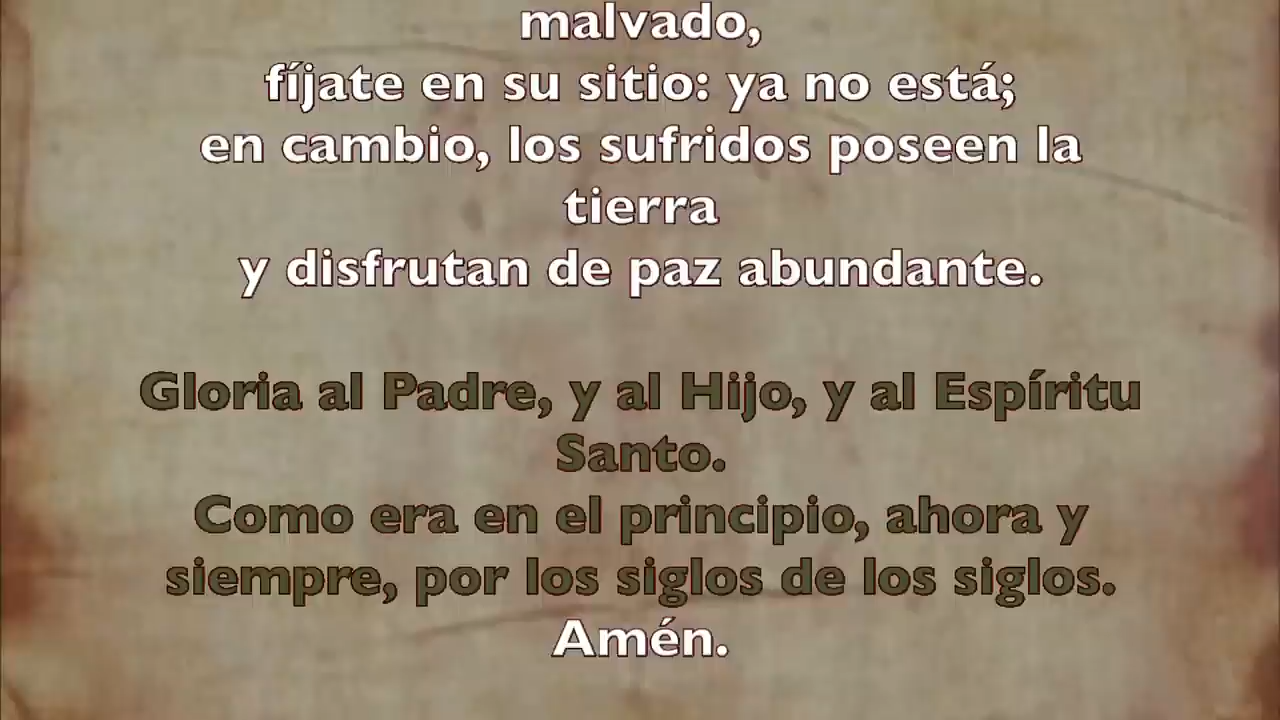 malvado,
fíjate en su sitio: ya no está;
en cambio, los sufridos poseen la
tierra
y disfrutan de paz abundante.
Gloria al Padre, y al Hijo, y al Espíritu
Santo.
Como era en el principio, ahora y
siempre, por los siglos de los siglos.
Amén.